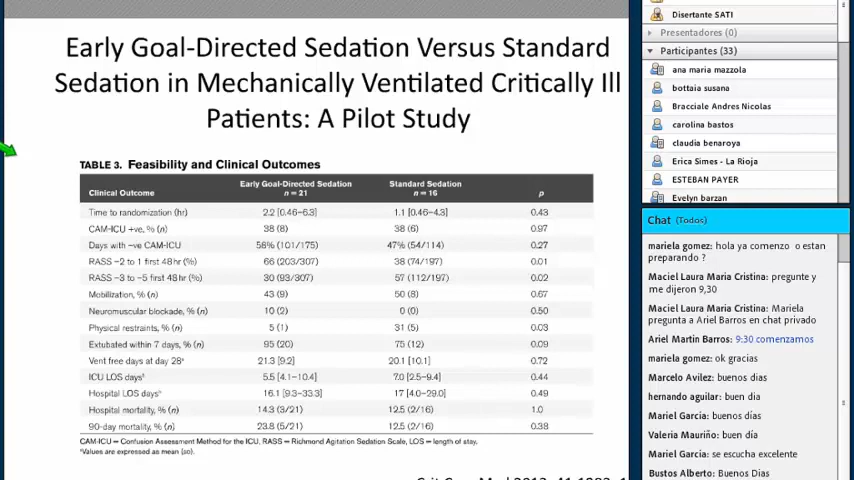 Early Goal-Directed Sedation Versus Standard
Sedation in Mechanically Ventilated Critically Ill
Patients: A Pilot Study
TABLE 3. Feasibility and Clinical Outcomes
Clinical Outcome Early Goal-Directed Sedation n = 21 Standard Sedation n = 16 p
Time to randomization (hr) 2.2 [0.46–6.3] 1.1 [0.46–4.3] 0.43
CAM-ICU +ve, % (n) 38 (8) 38 (6) 0.97
Days with −ve CAM-ICU 58% (101/175) 47% (54/114) 0.27
RASS −2 to 1 first 48 hr (%) 66 (203/307) 38 (74/197) 0.01
RASS −3 to −5 first 48 hr (%) 30 (93/307) 57 (112/197) 0.02
Mobilization, % (n) 43 (9) 50 (8) 0.67
Neuromuscular blockade, % (n) 10 (2) 0 (0) 0.50
Physical restraints, % (n) 5 (1) 31 (5) 0.03
Extubated within 7 days, % (n) 95 (20) 75 (12) 0.09
Vent free days at day 28 21.3 [9.2] 20.1 [10.1] 0.72
ICU LOS days 5.5 [4.1–10.4] 7.0 [2.5–9.4] 0.44
Hospital LOS days 16.1 [9.3–33.3] 17 [4.0–29.0] 0.49
Hospital mortality, % (n) 14.3 (3/21) 12.5 (2/16) 1.0
90-day mortality, % (n) 23.8 (5/21) 12.5 (2/16) 0.38
CAM-ICU = Confusion Assessment Method for the ICU, RASS = Richmond Agitation Sedation Scale, LOS = length of stay.
Values are expressed as mean (SD).
Disertante SATI
Presentadores (0)
Participantes (33)
ana maria mazzola
bottaia susana
Bracciale Andres Nicolas
carolina bastos
claudia benaroya
Erica Simes - La Rioja
ESTEBAN PAYER
Evelyn barzan
Chat (Todos)
mariela gomez: hola ya comenzo o estan
preparando ?
Maciel Laura Maria Cristina: pregunte y
me dijeron 9,30
Maciel Laura Maria Cristina: Mariela
pregunta a Ariel Barros en chat privado
Ariel Martin Barros: 9:30 comenzamos
mariela gomez: ok gracias
Marcelo Avilez: buenos dias
hernando aguilar: buen dia
Mariel Garcia: buenos días
Valeria Mauriño: buen día
Mariel Garcia: se escucha excelente
Bustos Alberto: Buenos Dias